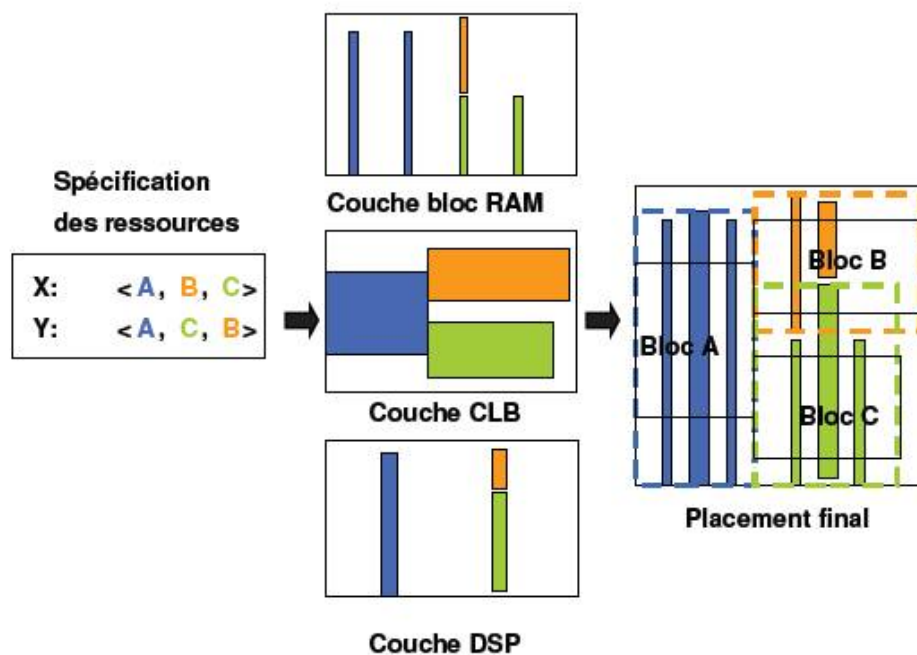 Spécification
des ressources
X: <A, B, C>
Y: <A, C, B>
Couche bloc RAM
Couche CLB
Couche DSP
Bloc B
Bloc A
Bloc C
Placement final